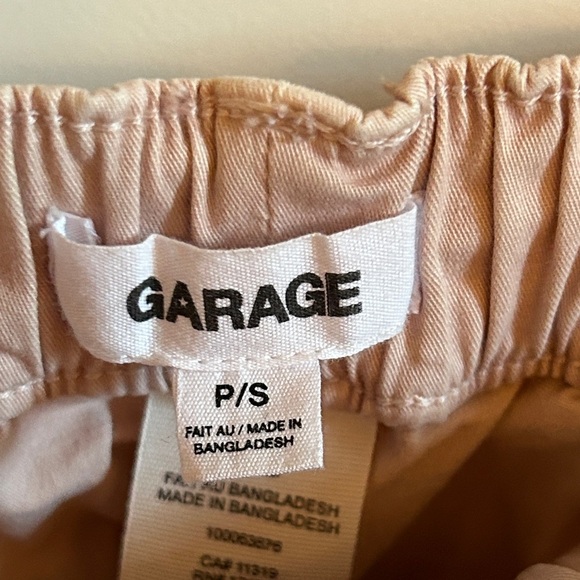 GARAGE
P/S
FAIT AU / MADE IN
BANGLADESH
FAIT AU BANGLADESH
MADE IN BANGLADESH
100063676
CA# 11319